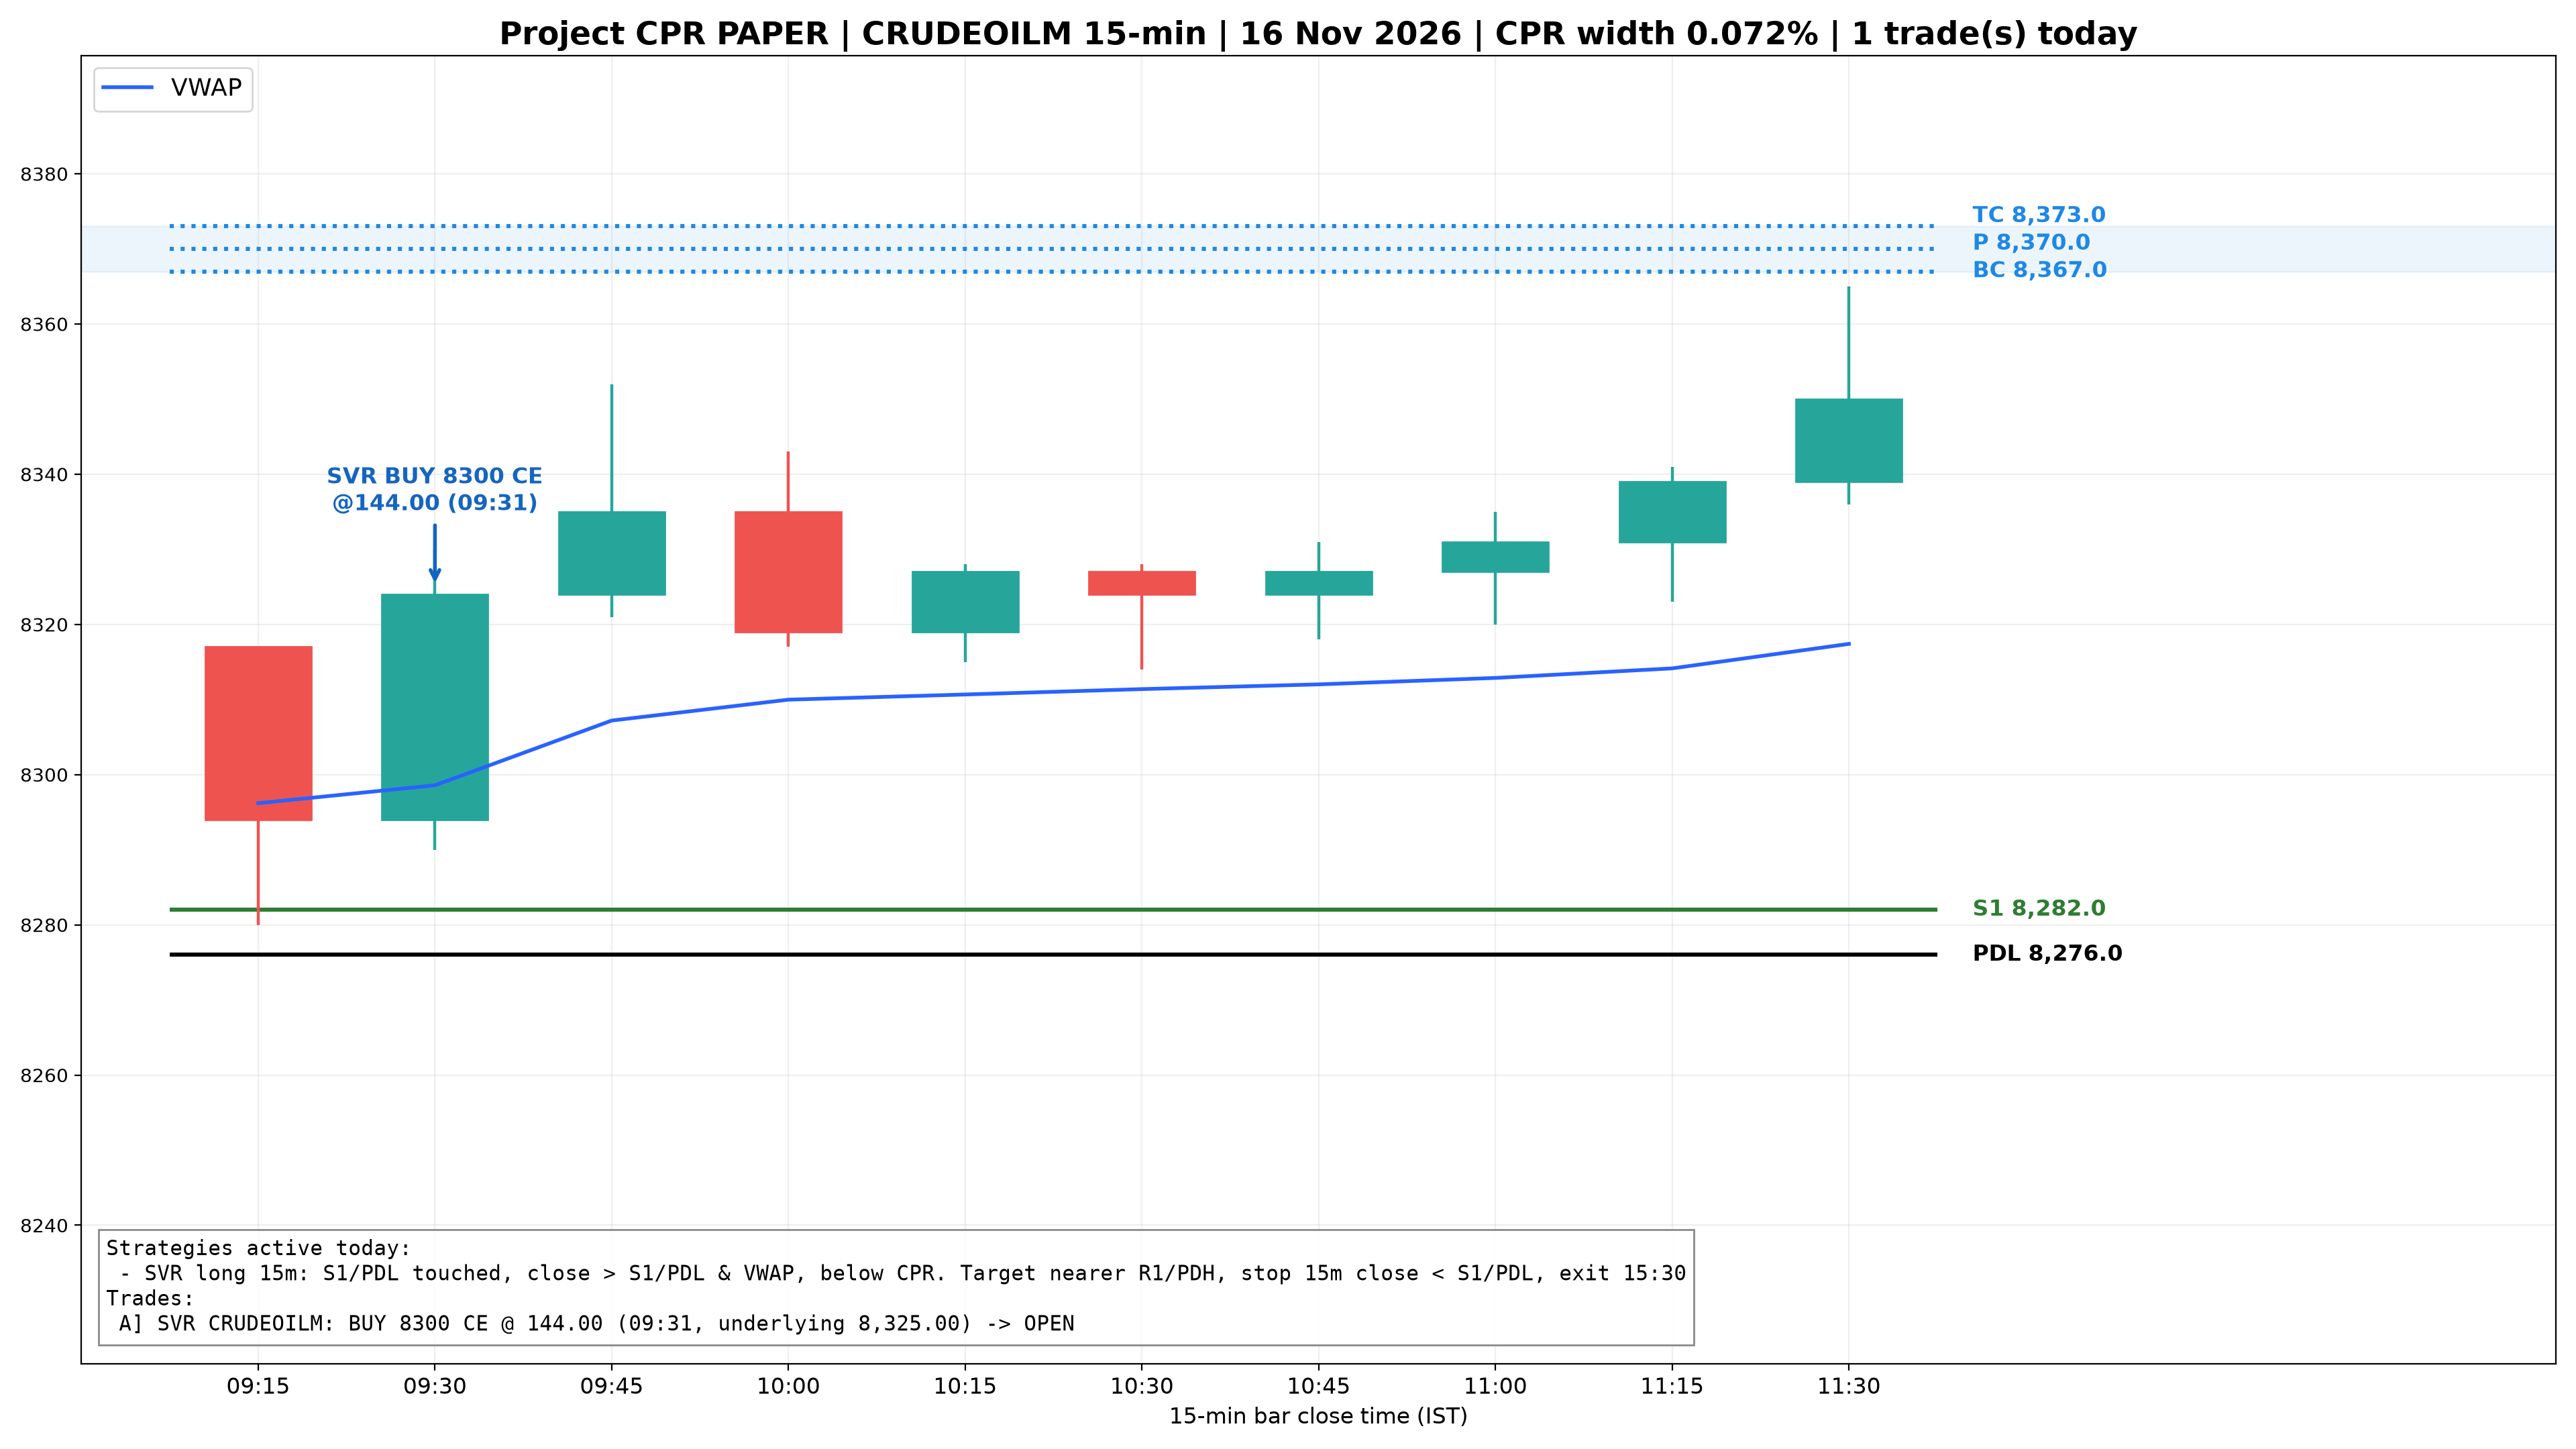 Project CPR PAPER | CRUDEOILM 15-min | 16 Nov 2026 | CPR width 0.072% | 1 trade(s) today
VWAP
8380
8360
8340
8320
8300
8280
8260
8240
TC 8,373.0
P 8,370.0
BC 8,367.0
SVR BUY 8300 CE
@144.00 (09:31)
S1 8,282.0
PDL 8,276.0
Strategies active today:
- SVR long 15m: S1/PDL touched, close > S1/PDL & VWAP, below CPR. Target nearer R1/PDH, stop 15m close < S1/PDL, exit 15:30
Trades:
A] SVR CRUDEOILM: BUY 8300 CE @ 144.00 (09:31, underlying 8,325.00) -> OPEN
09:15 09:30 09:45 10:00 10:15 10:30 10:45 11:00 11:15 11:30
15-min bar close time (IST)